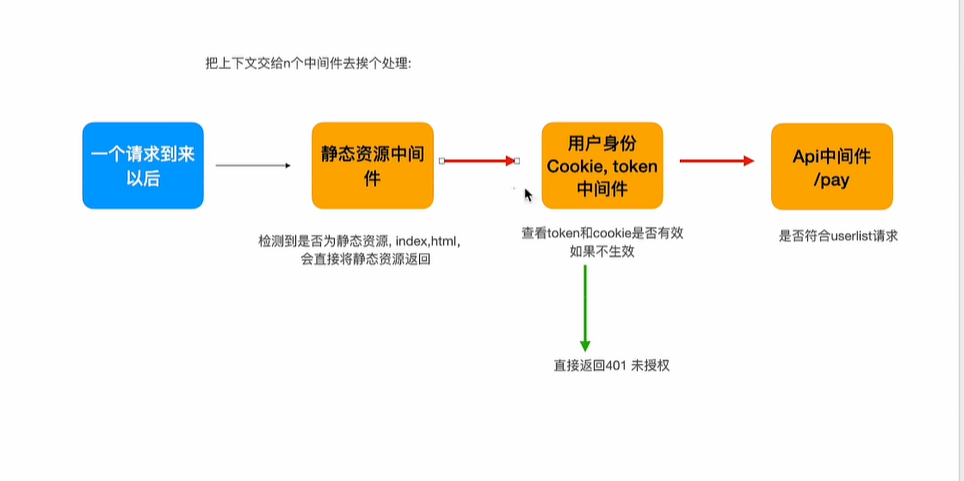 把上下文交给n个中间件去挨个处理:
一个请求到来
以后
静态资源中间
件
用户身份
Cookie, token
中间件
Api中间件
/pay
检测到是否为静态资源, index,html,
会直接将静态资源返回
查看token和cookie是否有效
如果不生效
是否符合userlist请求
直接返回401 未授权